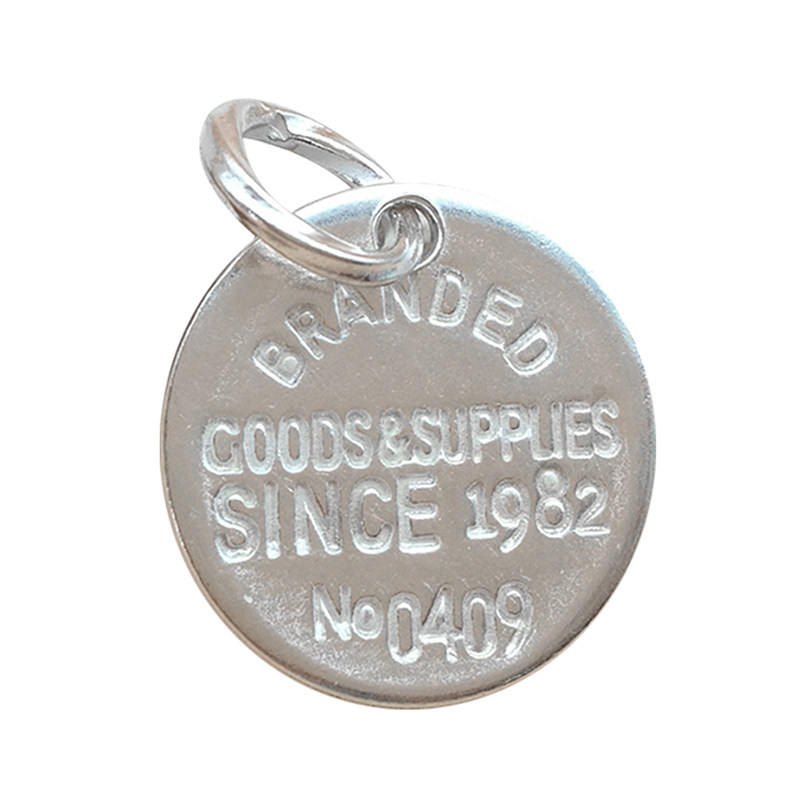 BRANDED
GOODS&SUPPLIES
SINCE 1982
No0409